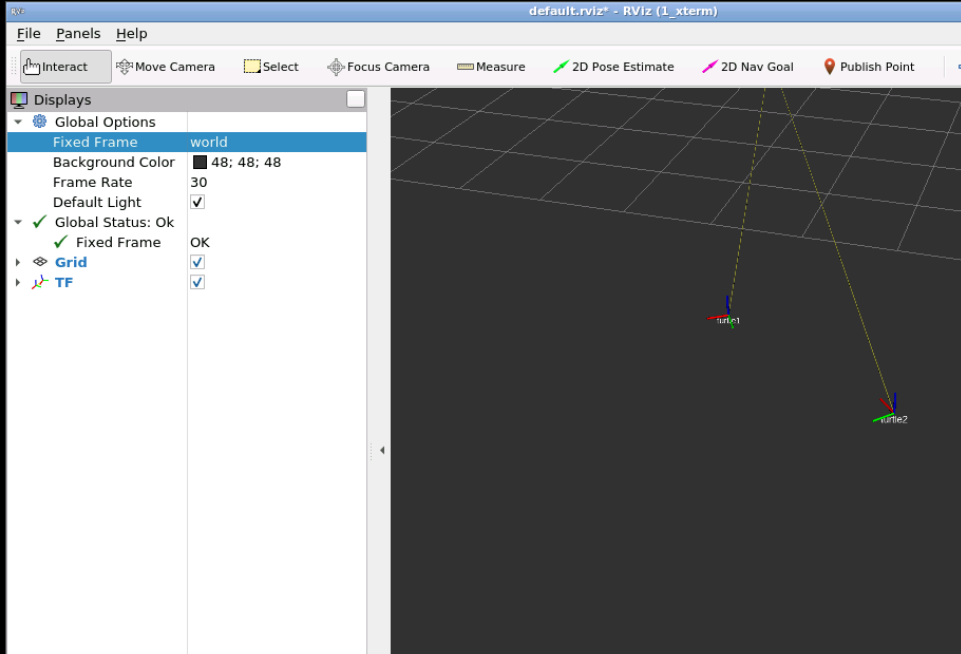 default.rviz* - RViz (1_xterm)
File Panels Help
Interact Move Camera Select Focus Camera Measure 2D Pose Estimate 2D Nav Goal Publish Point
Displays
Global Options
Fixed Frame world
Background Color 48; 48; 48
Frame Rate 30
Default Light
Global Status: Ok
Fixed Frame OK
Grid
TF
turtle1
turtle2